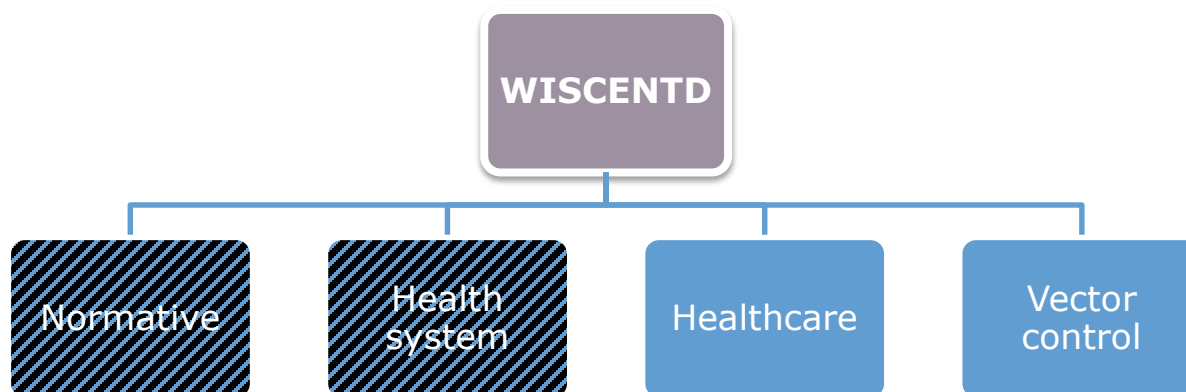 WISCENTD
Normative
Health
system
Healthcare
Vector
control